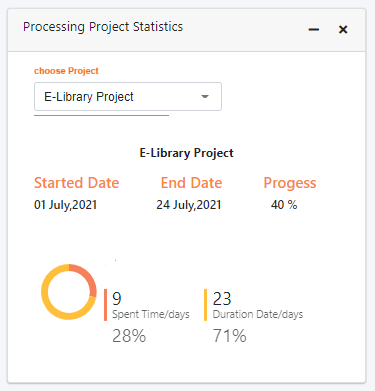 Processing Project Statistics
choose Project
E-Library Project
E-Library Project
Started Date End Date Progess
01 July,2021 24 July,2021 40 %
9 23
Spent Time/days Duration Date/days
28% 71%